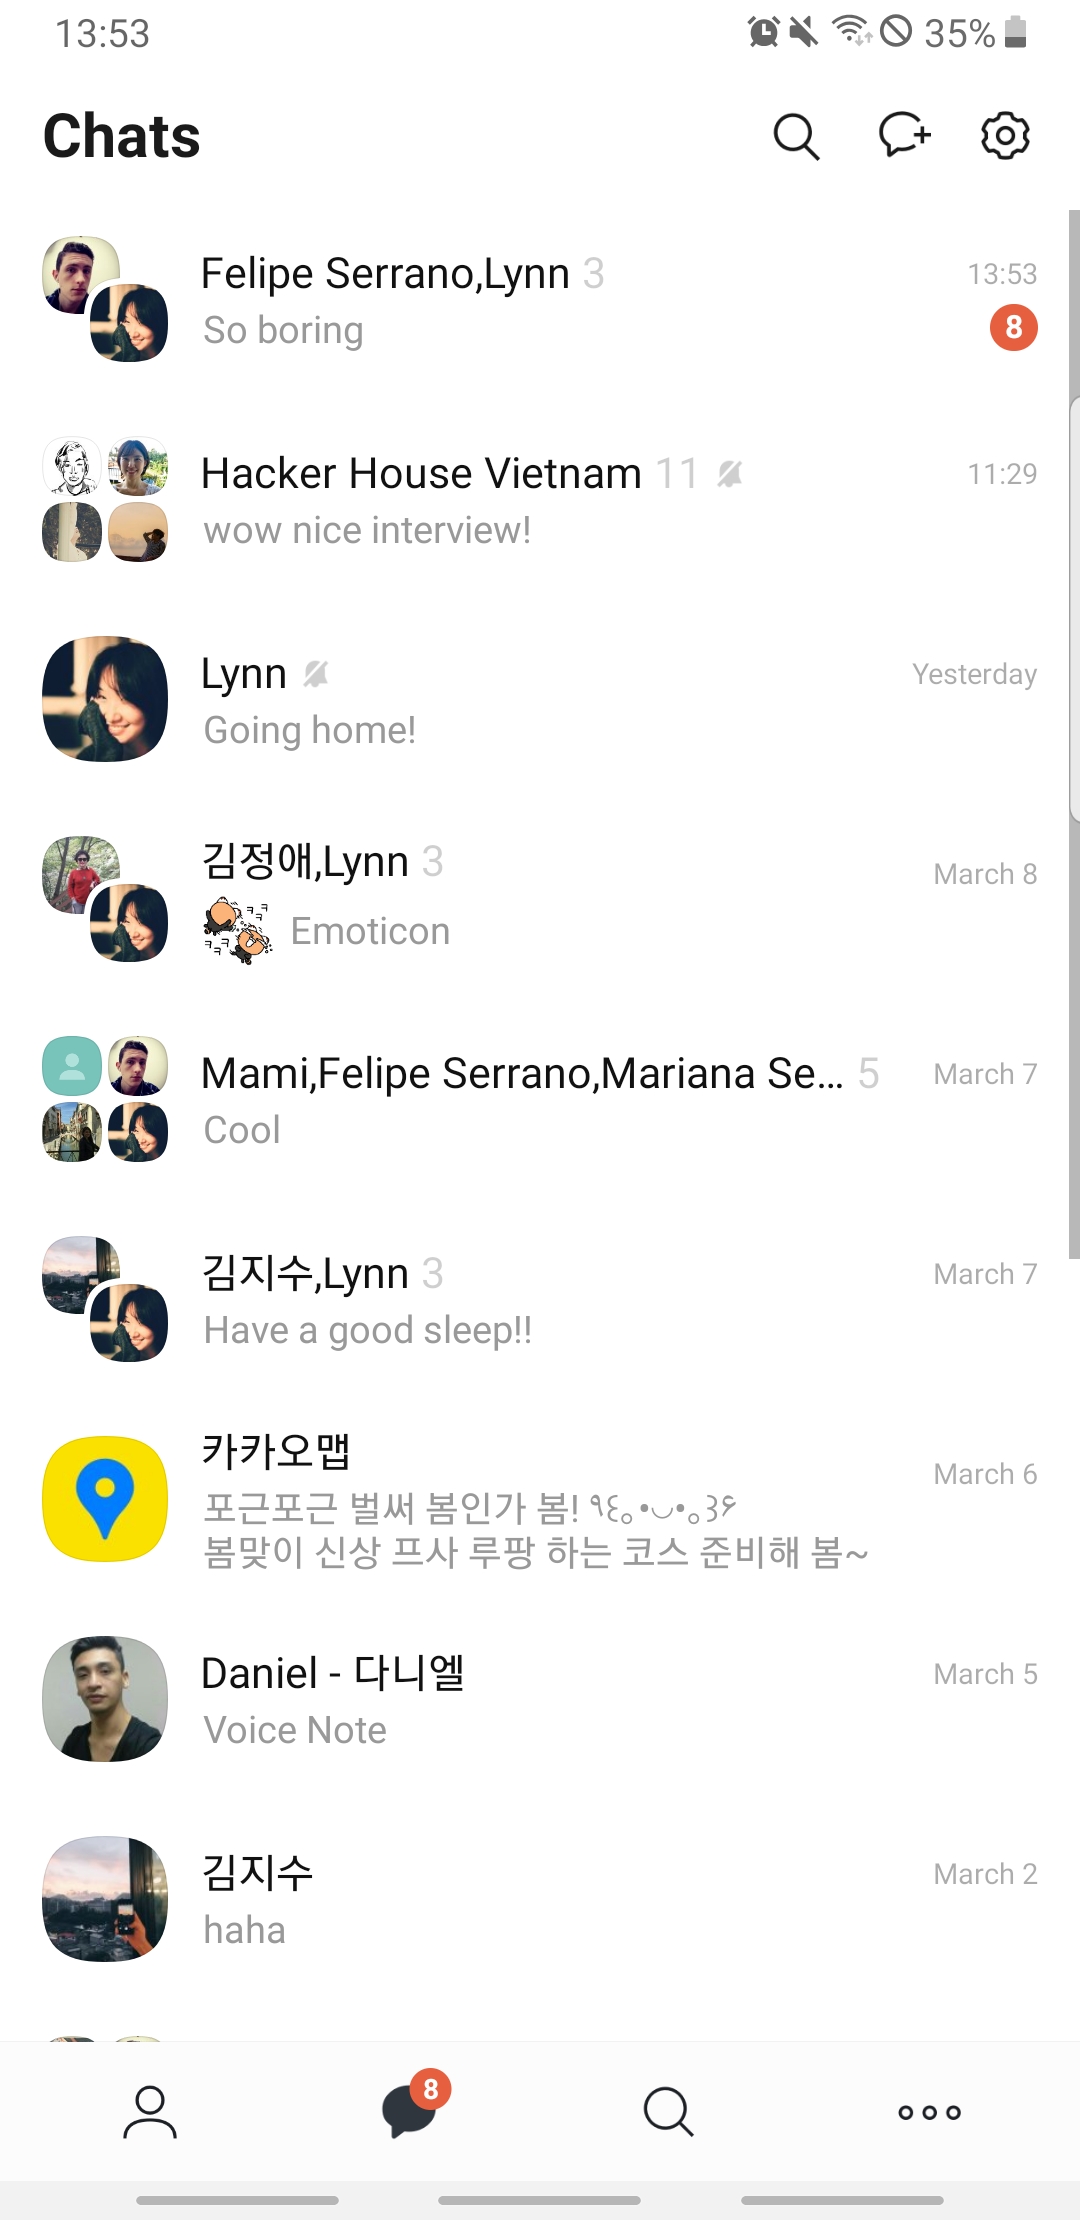 13:53 35%
Chats
Felipe Serrano,Lynn 3 13:53
So boring 8
Hacker House Vietnam 11 11:29
wow nice interview!
Lynn Yesterday
Going home!
김정애,Lynn 3 March 8
ㅋㅋㅋ
ㅋㅋㅋ Emoticon
Mami,Felipe Serrano,Mariana Se... 5 March 7
Cool
김지수,Lynn 3 March 7
Have a good sleep!!
카카오맵 March 6
포근포근 벌써 봄인가 봄! ٩꒰｡•◡•｡꒱۶
봄맞이 신상 프사 루팡 하는 코스 준비해 봄~
Daniel - 다니엘 March 5
Voice Note
김지수 March 2
haha
8